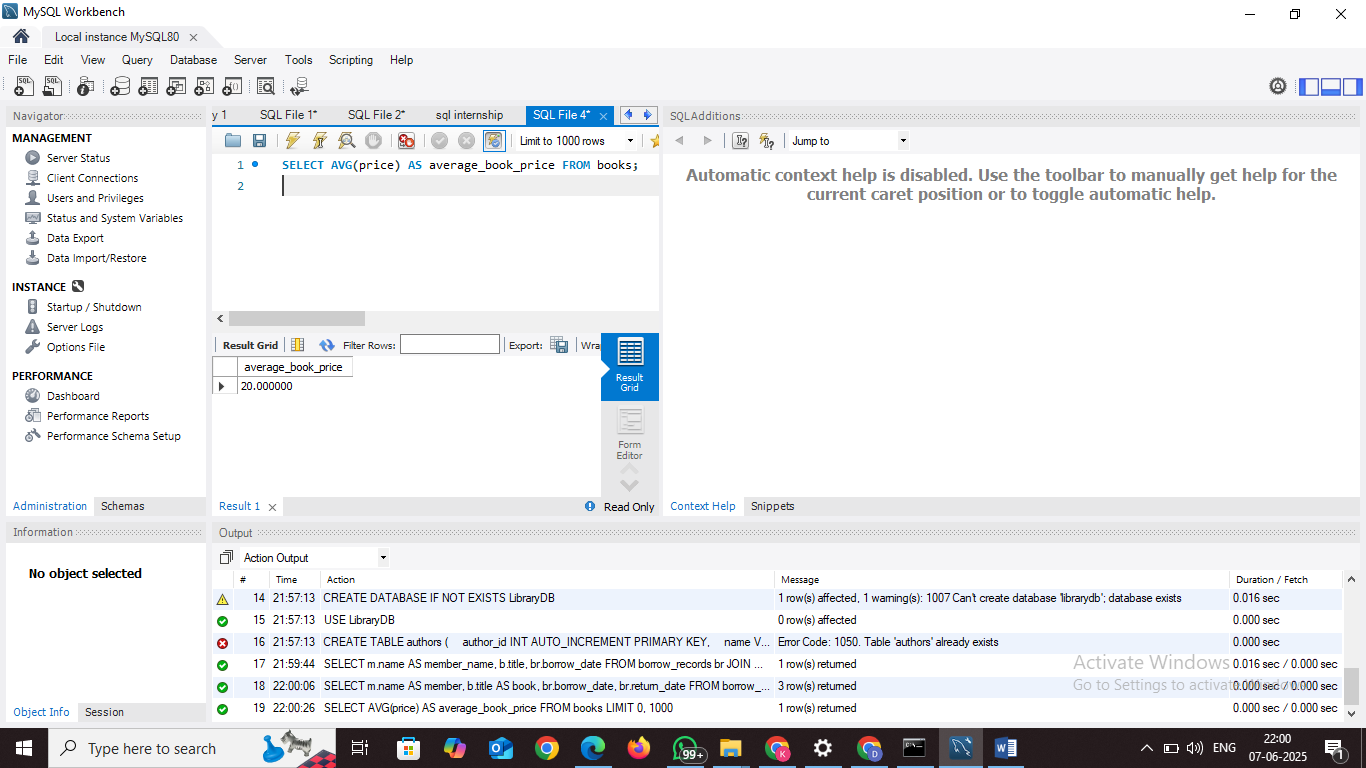 MySQL Workbench
Local instance MySQL80
File Edit View Query Database Server Tools Scripting Help
Navigator
MANAGEMENT
Server Status
Client Connections
Users and Privileges
Status and System Variables
Data Export
Data Import/Restore
INSTANCE
Startup / Shutdown
Server Logs
Options File
PERFORMANCE
Dashboard
Performance Reports
Performance Schema Setup
Administration Schemas
Information
No object selected
Object Info Session
y 1 SQL File 1* SQL File 2* sql internship SQL File 4*
Limit to 1000 rows
1 SELECT AVG(price) AS average_book_price FROM books;
2
Result Grid Filter Rows: Export: Wra
average_book_price
20.000000
Result Grid
Form Editor
Result 1 Read Only
SQLAdditions
Jump to
Automatic context help is disabled. Use the toolbar to manually get help for the
current caret position or to toggle automatic help.
Context Help Snippets
Output
Action Output
# Time Action Message Duration / Fetch
14 21:57:13 CREATE DATABASE IF NOT EXISTS LibraryDB 1 row(s) affected, 1 warning(s): 1007 Can't create database 'librarydb'; database exists 0.016 sec
15 21:57:13 USE LibraryDB 0 row(s) affected 0.000 sec
16 21:57:13 CREATE TABLE authors ( author_id INT AUTO_INCREMENT PRIMARY KEY, name V... Error Code: 1050. Table 'authors' already exists 0.000 sec
17 21:59:44 SELECT m.name AS member_name, b.title, br.borrow_date FROM borrow_records br JOIN ... 1 row(s) returned 0.016 sec / 0.000 sec
18 22:00:06 SELECT m.name AS member, b.title AS book, br.borrow_date, br.return_date FROM borrow_... 3 row(s) returned 0.000 sec / 0.000 sec
19 22:00:26 SELECT AVG(price) AS average_book_price FROM books LIMIT 0, 1000 1 row(s) returned 0.000 sec / 0.000 sec
Activate Windows
Go to Settings to activate Windows.
Type here to search
99+
ENG
22:00
07-06-2025
1